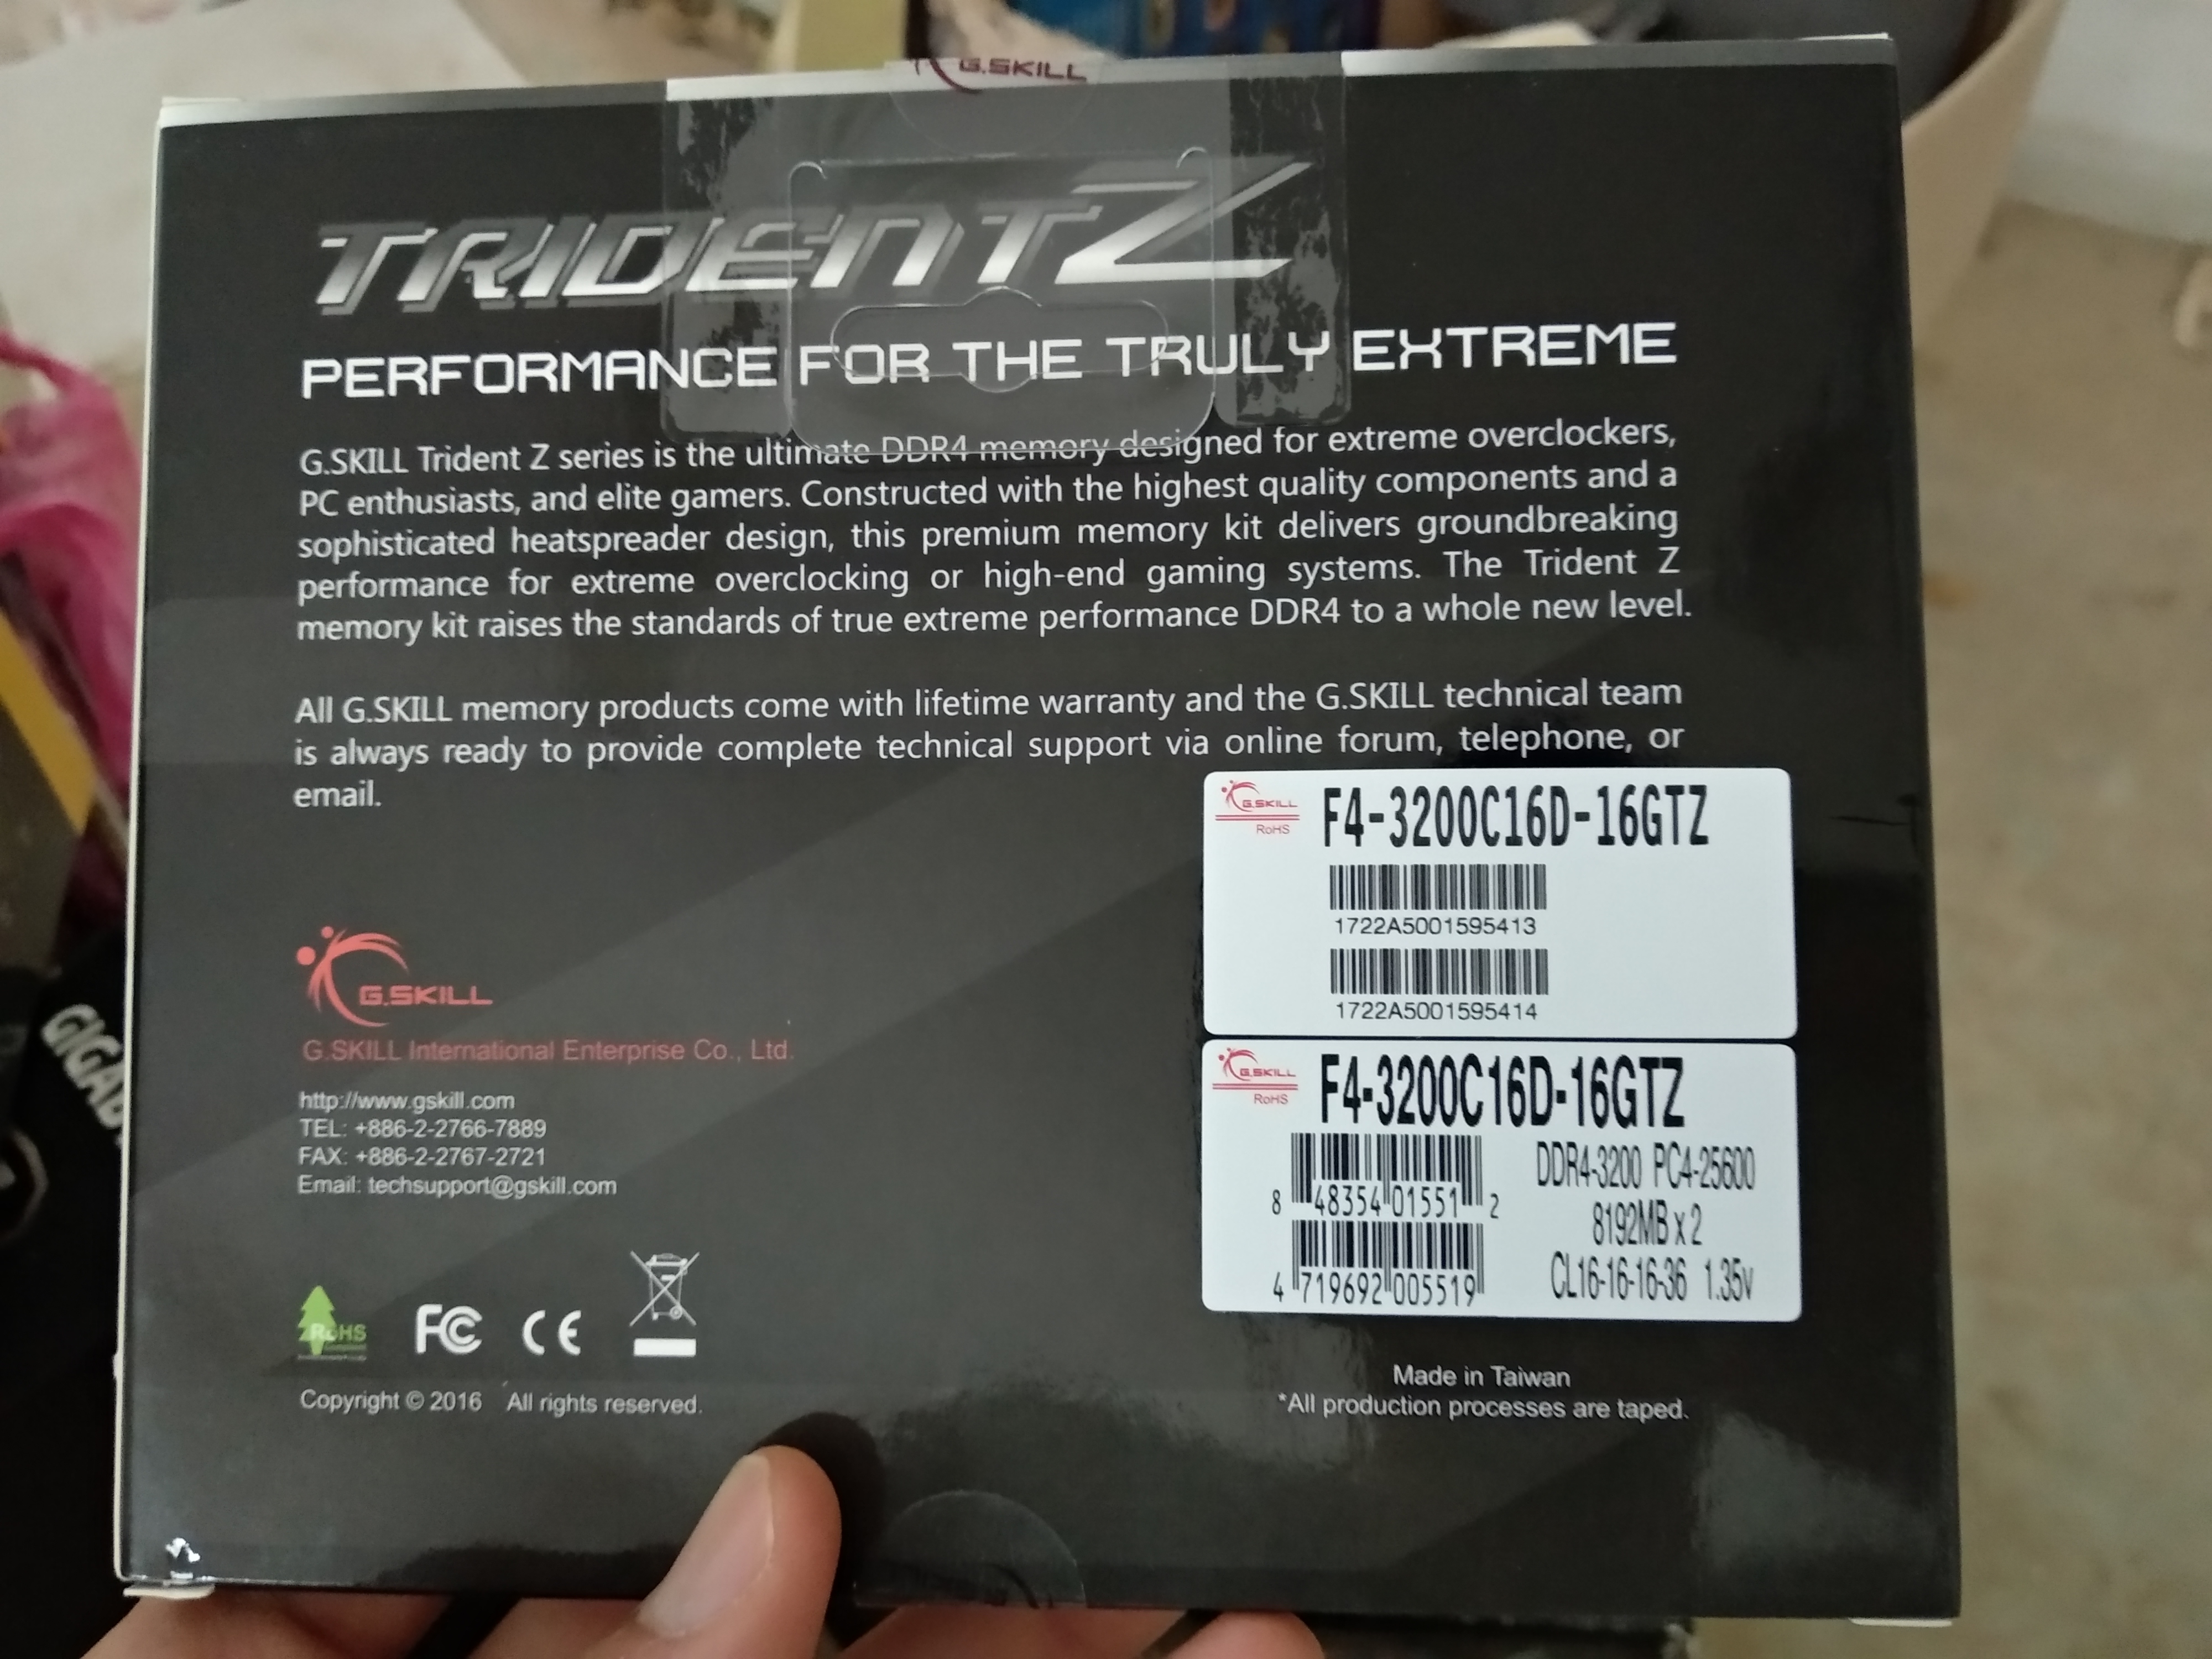 G.SKILL
TRIDENTZ
PERFORMANCE FOR THE TRULY EXTREME
G.SKILL Trident Z series is the ultimate DDR4 memory designed for extreme overclockers,
PC enthusiasts, and elite gamers. Constructed with the highest quality components and a
sophisticated heatspreader design, this premium memory kit delivers groundbreaking
performance for extreme overclocking or high-end gaming systems. The Trident Z
memory kit raises the standards of true extreme performance DDR4 to a whole new level.
All G.SKILL memory products come with lifetime warranty and the G.SKILL technical team
is always ready to provide complete technical support via online forum, telephone, or
email.
G.SKILL
RoHS
F4-3200C16D-16GTZ
1722A5001595413
1722A5001595414
G.SKILL
RoHS
F4-3200C16D-16GTZ
8 48354 01551 2
4 719692 005519
DDR4-3200 PC4-25600
8192MB x 2
CL16-16-16-36 1.35v
G.SKILL
G.SKILL International Enterprise Co., Ltd.
http://www.gskill.com
TEL: +886-2-2766-7889
FAX: +886-2-2767-2721
Email: techsupport@gskill.com
RoHS
Compliant
FC CE
Copyright © 2016 All rights reserved.
Made in Taiwan
*All production processes are taped.